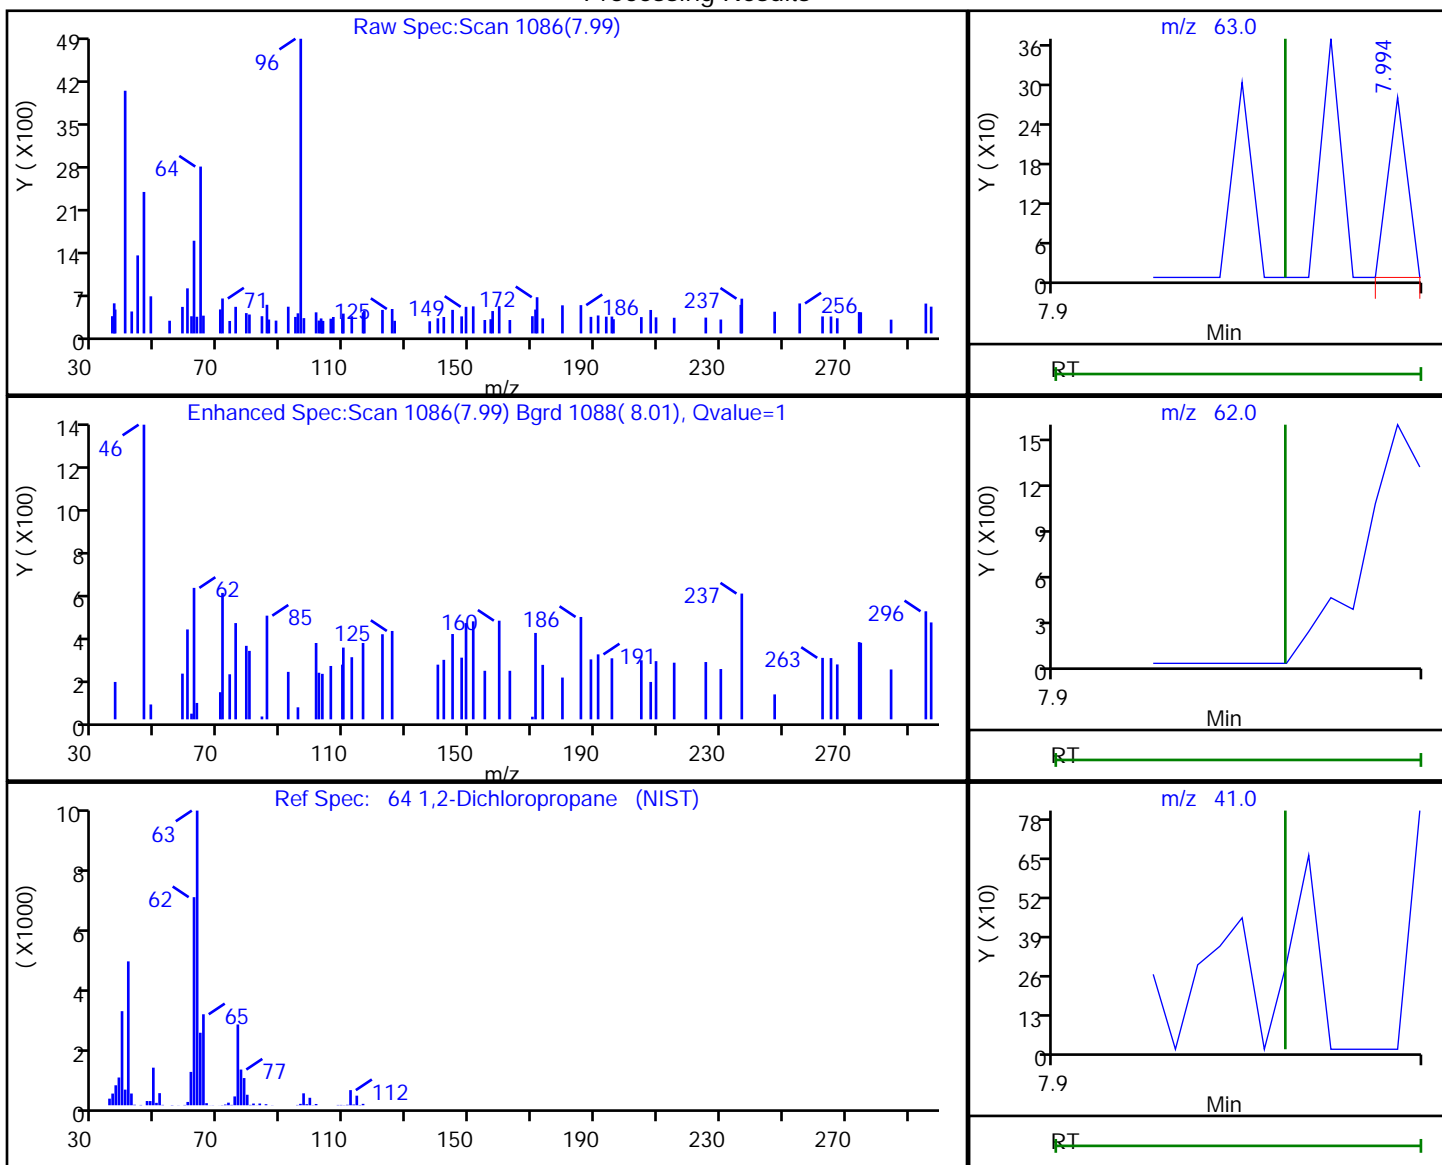 Processing Results
Raw Spec:Scan 1086(7.99)
Y ( X100)
49
42
35
28
21
14
7
0
96
64
71
125
149
172
186
237
256
30 70 110 150 190 230 270
m/z
m/z 63.0
Y ( X10)
36
30
24
18
12
6
0
7.994
7.9
Min
RT
Enhanced Spec:Scan 1086(7.99) Bgrd 1088( 8.01), Qvalue=1
Y ( X100)
14
12
10
8
6
4
2
0
46
62
85
125
160
186
191
237
263
296
30 70 110 150 190 230 270
m/z
m/z 62.0
Y ( X100)
15
12
9
6
3
0
7.9
Min
RT
Ref Spec: 64 1,2-Dichloropropane (NIST)
( X1000)
10
8
6
4
2
0
63
62
65
77
112
30 70 110 150 190 230 270
m/z 41.0
Y ( X10)
78
65
52
39
26
13
0
7.9
Min
RT